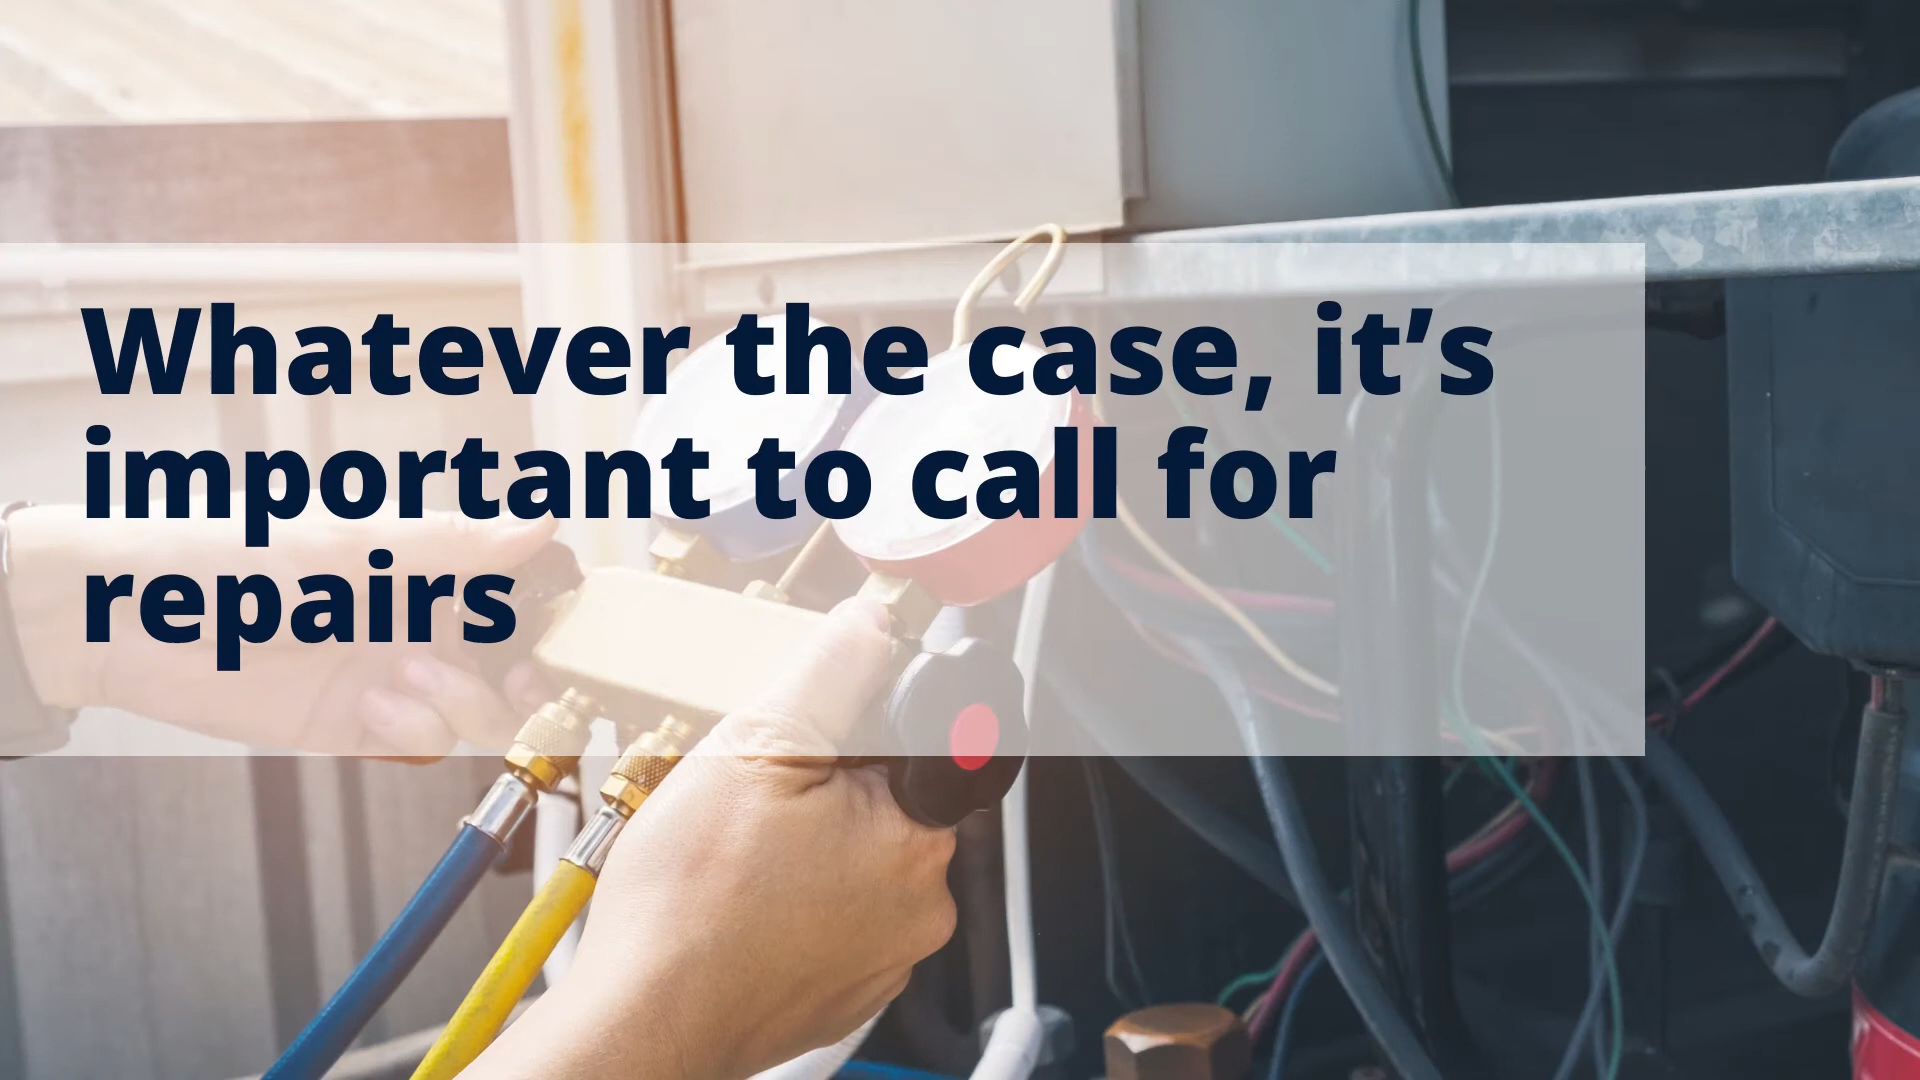 Whatever the case, it’s
important to call for
repairs